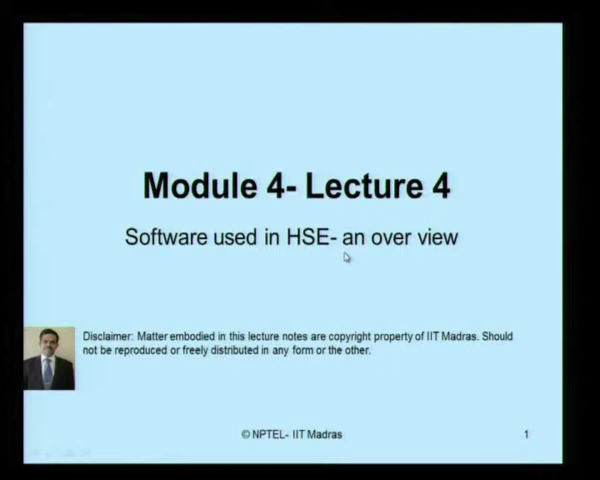 Module 4- Lecture 4
Software used in HSE- an over view
Disclaimer: Matter embodied in this lecture notes are copyright property of IIT Madras. Should
not be reproduced or freely distributed in any form or the other.
© NPTEL- IIT Madras
1